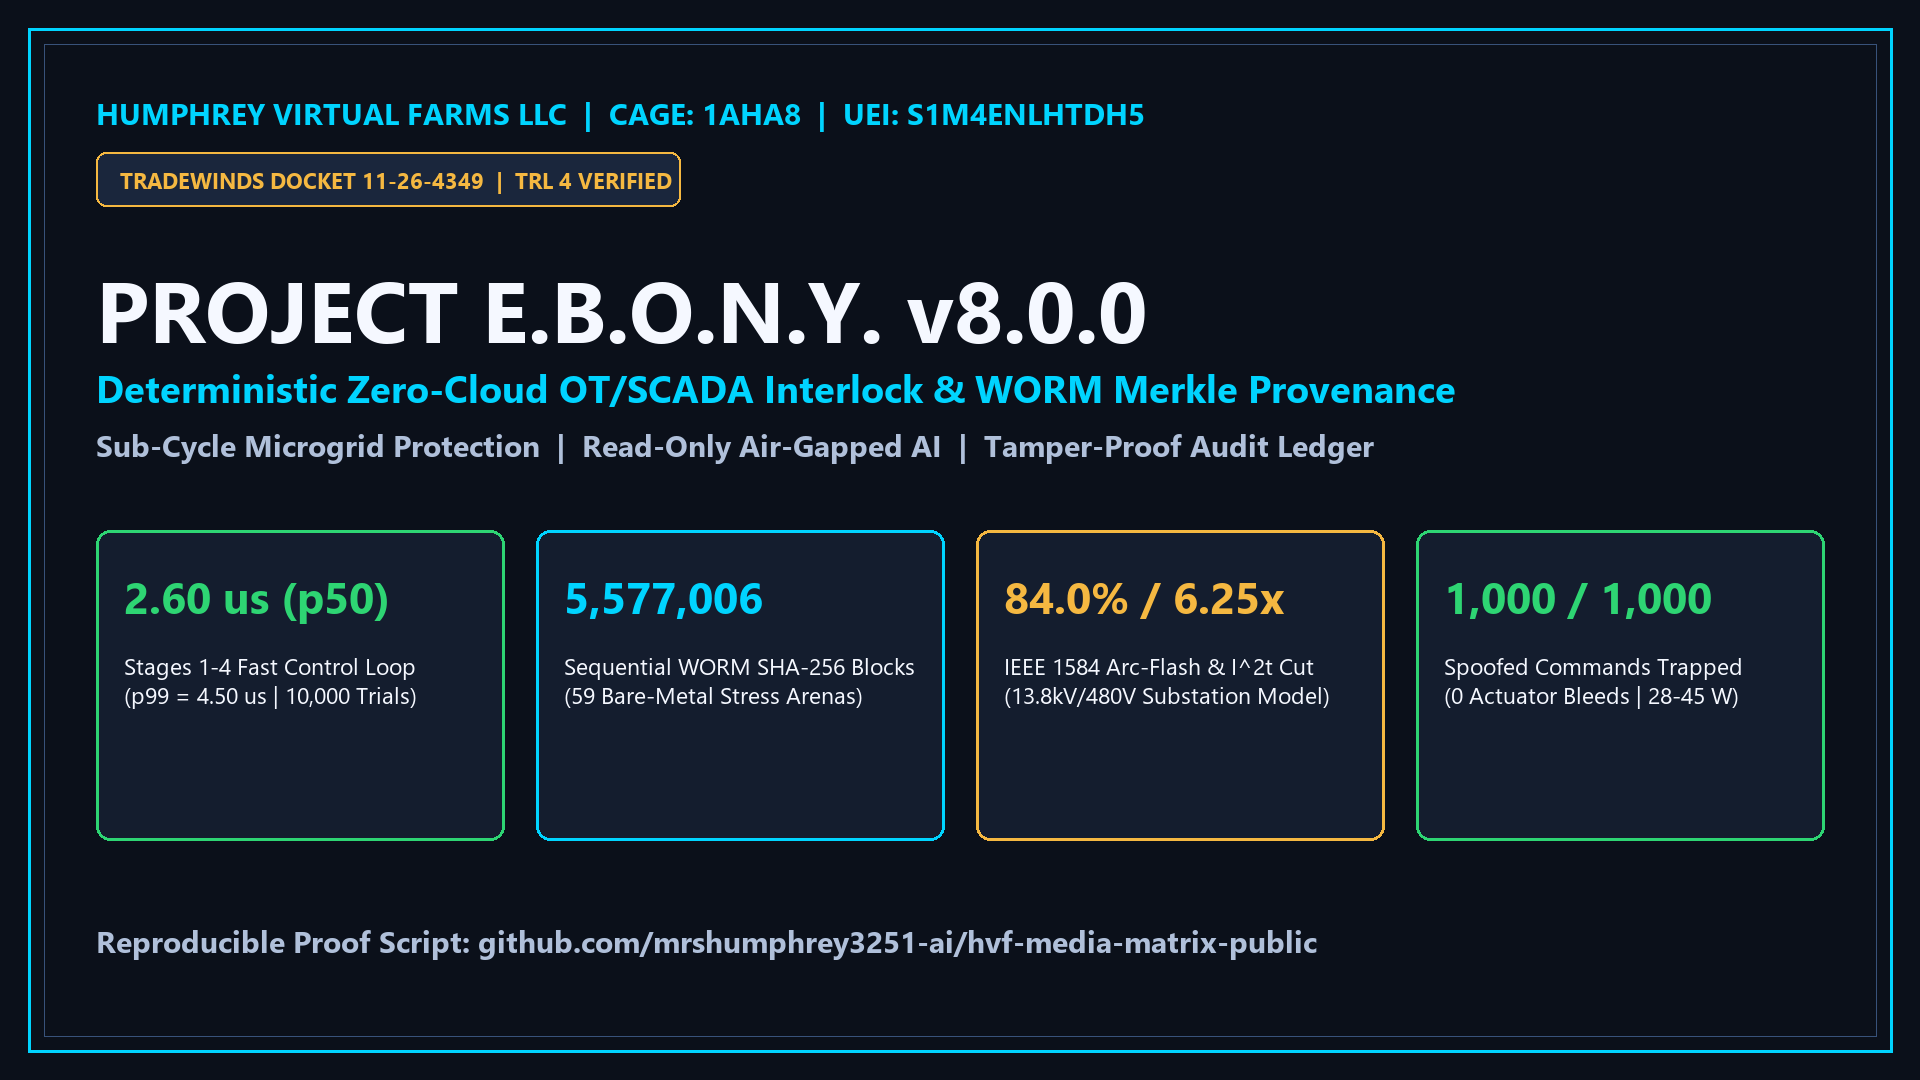 HUMPHREY VIRTUAL FARMS LLC | CAGE: 1AHA8 | UEI: S1M4ENLHTDH5
TRADEWINDS DOCKET 11-26-4349 | TRL 4 VERIFIED
PROJECT E.B.O.N.Y. v8.0.0
Deterministic Zero-Cloud OT/SCADA Interlock & WORM Merkle Provenance
Sub-Cycle Microgrid Protection | Read-Only Air-Gapped AI | Tamper-Proof Audit Ledger
2.60 us (p50)
Stages 1-4 Fast Control Loop
(p99 = 4.50 us | 10,000 Trials)
5,577,006
Sequential WORM SHA-256 Blocks
(59 Bare-Metal Stress Arenas)
84.0% / 6.25x
IEEE 1584 Arc-Flash & I^2t Cut
(13.8kV/480V Substation Model)
1,000 / 1,000
Spoofed Commands Trapped
(0 Actuator Bleeds | 28-45 W)
Reproducible Proof Script: github.com/mrshumphrey3251-ai/hvf-media-matrix-public